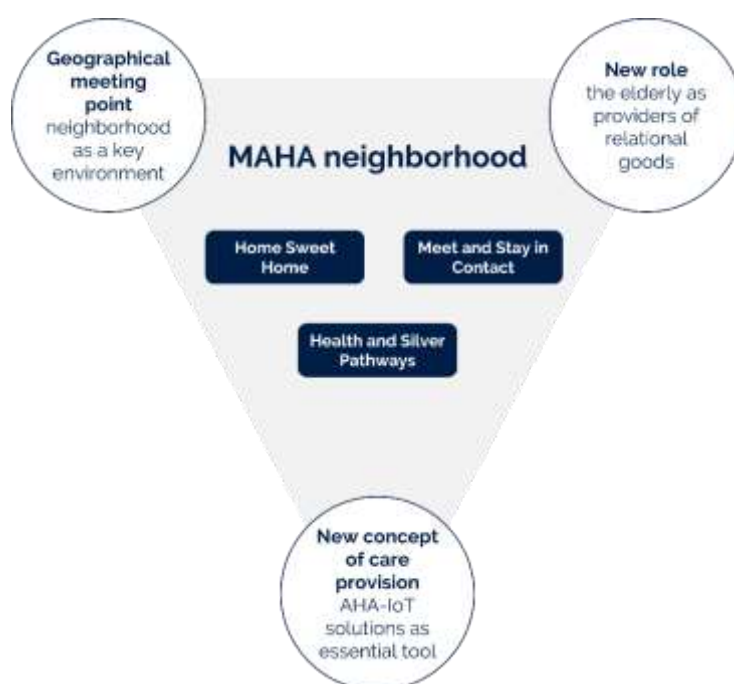 Geographical
meeting
point
neighborhood
as a key
environment
New role
the elderly as
providers of
relational
goods
MAHA neighborhood
Home Sweet
Home
Meet and Stay in
Contact
Health and Silver
Pathways
New concept
of care
provision
AHA-IoT
solutions as
essential tool